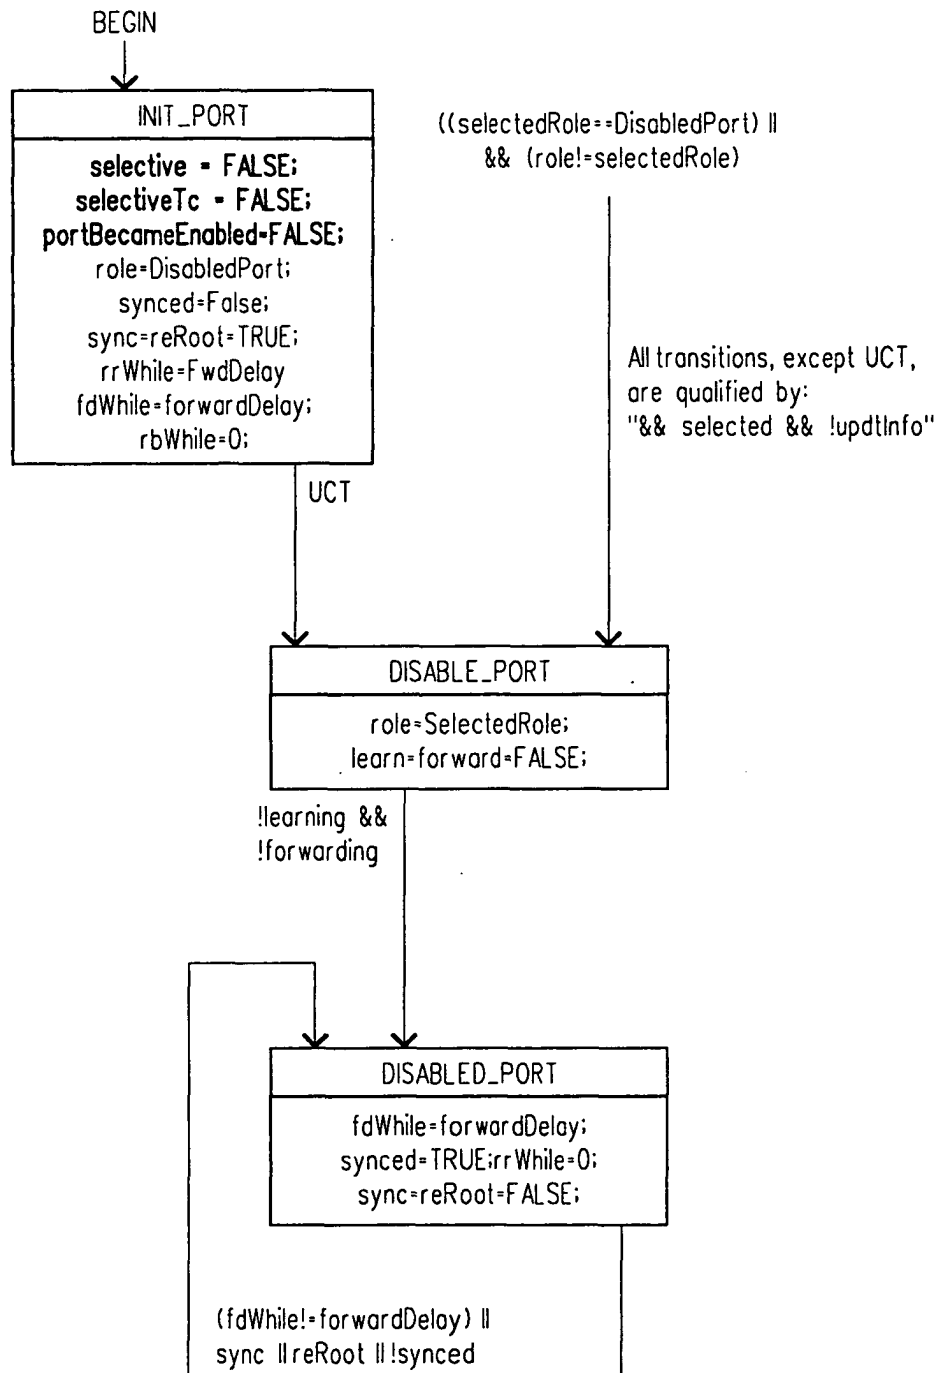 BEGIN
INIT_PORT
selective = FALSE;
selectiveTc = FALSE;
portBecameEnabled=FALSE;
role=DisabledPort;
synced=False;
sync=reRoot=TRUE;
rrWhile=FwdDelay
fdWhile=forwardDelay;
rbWhile=0;
((selectedRole==DisabledPort) ||
&& (role!=selectedRole)
All transitions, except UCT,
are qualified by:
"&& selected && !updtInfo"
UCT
DISABLE_PORT
role=SelectedRole;
learn=forward=FALSE;
!learning &&
!forwarding
DISABLED_PORT
fdWhile=forwardDelay;
synced=TRUE;rrWhile=0;
sync=reRoot=FALSE;
(fdWhile!=forwardDelay) ||
sync ||reRoot ||!synced